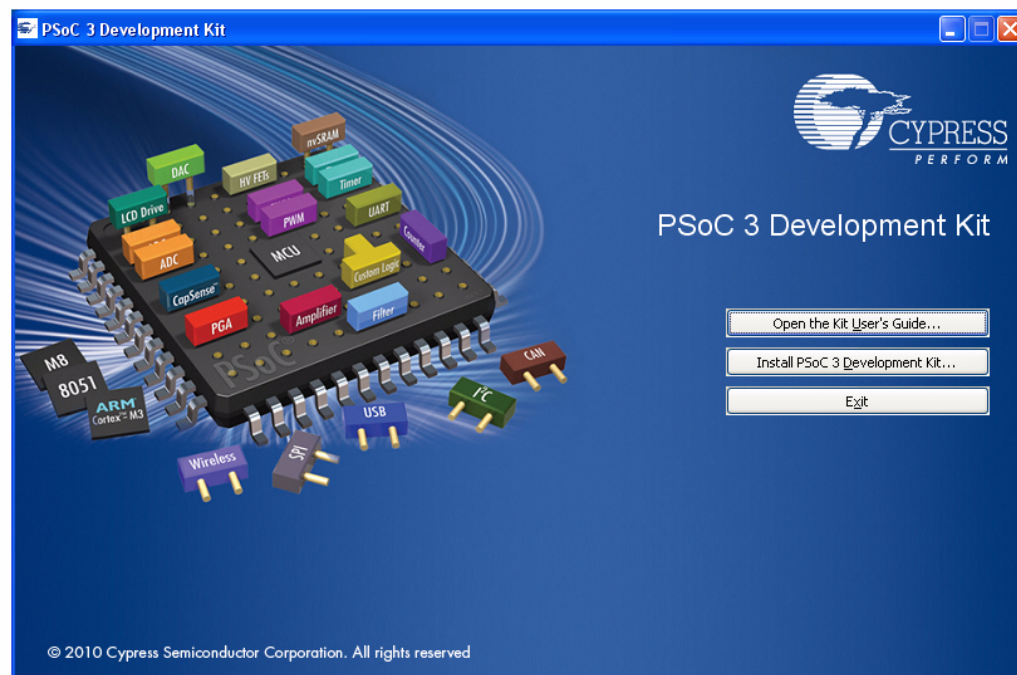 PSoC 3 Development Kit
CYPRESS
PERFORM
PSoC 3 Development Kit
Open the Kit User's Guide...
Install PSoC 3 Development Kit...
Exit
nvSRAM
DAC
HV FETs
Timer
LCD Drive
UART
PWM
Counter
ADC
MCU
Custom Logic
CapSense™
PGA
Amplifier
Filter
PSoC®
M8
8051
ARM
Cortex™- M3
CAN
I²C
USB
SPI
Wireless
© 2010 Cypress Semiconductor Corporation. All rights reserved